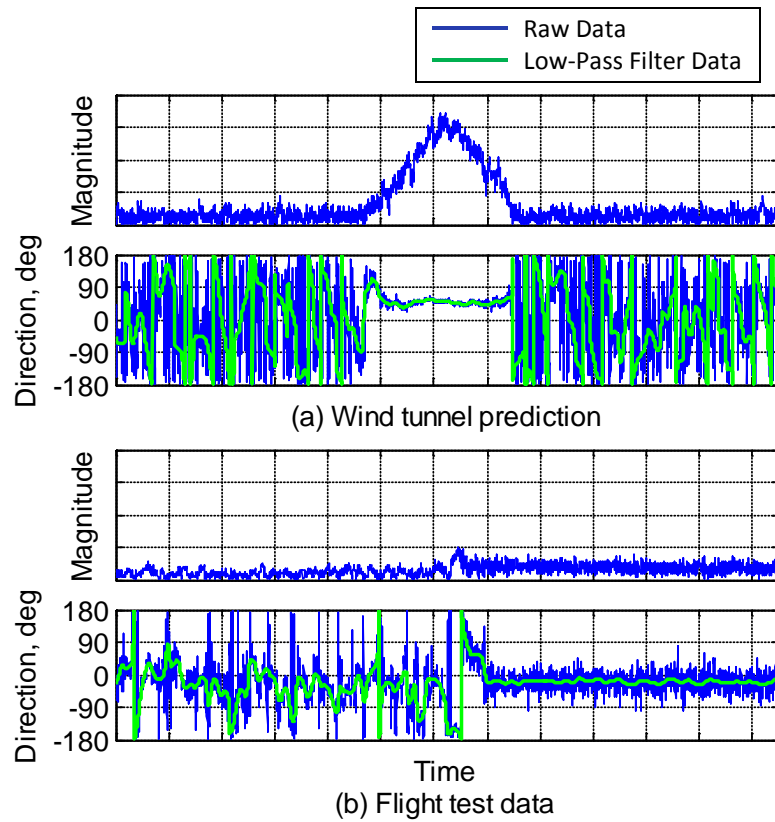 Raw Data
Low-Pass Filter Data
Magnitude
Direction, deg
180
90
0
-90
-180
(a) Wind tunnel prediction
Magnitude
Direction, deg
180
90
0
-90
-180
Time
(b) Flight test data